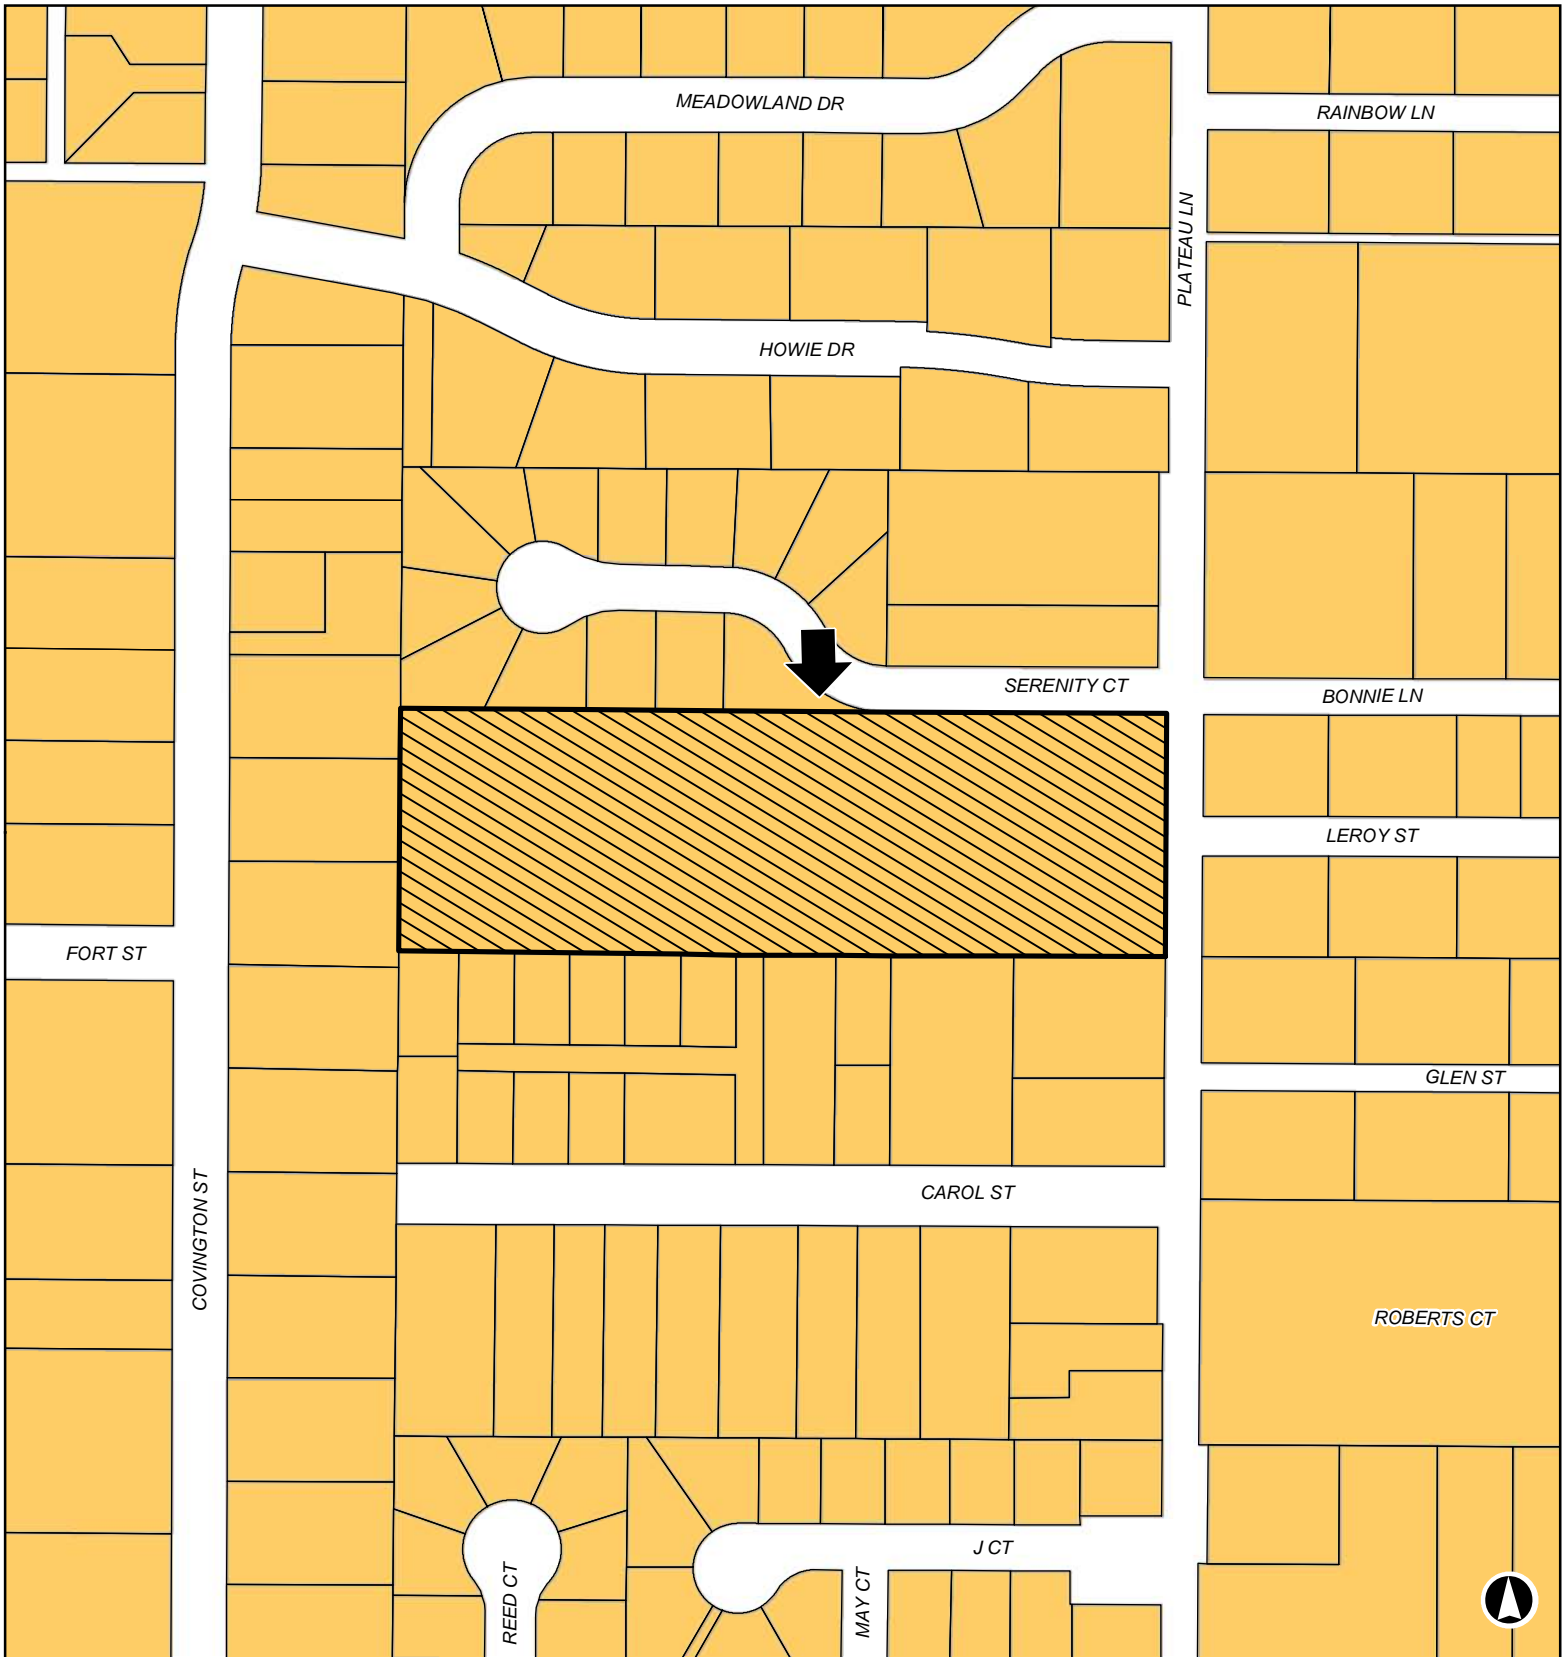 MEADOWLAND DR
RAINBOW LN
PLATEAU LN
HOWIE DR
SERENITY CT
BONNIE LN
LEROY ST
FORT ST
GLEN ST
CAROL ST
COVINGTON ST
ROBERTS CT
J CT
REED CT
MAY CT